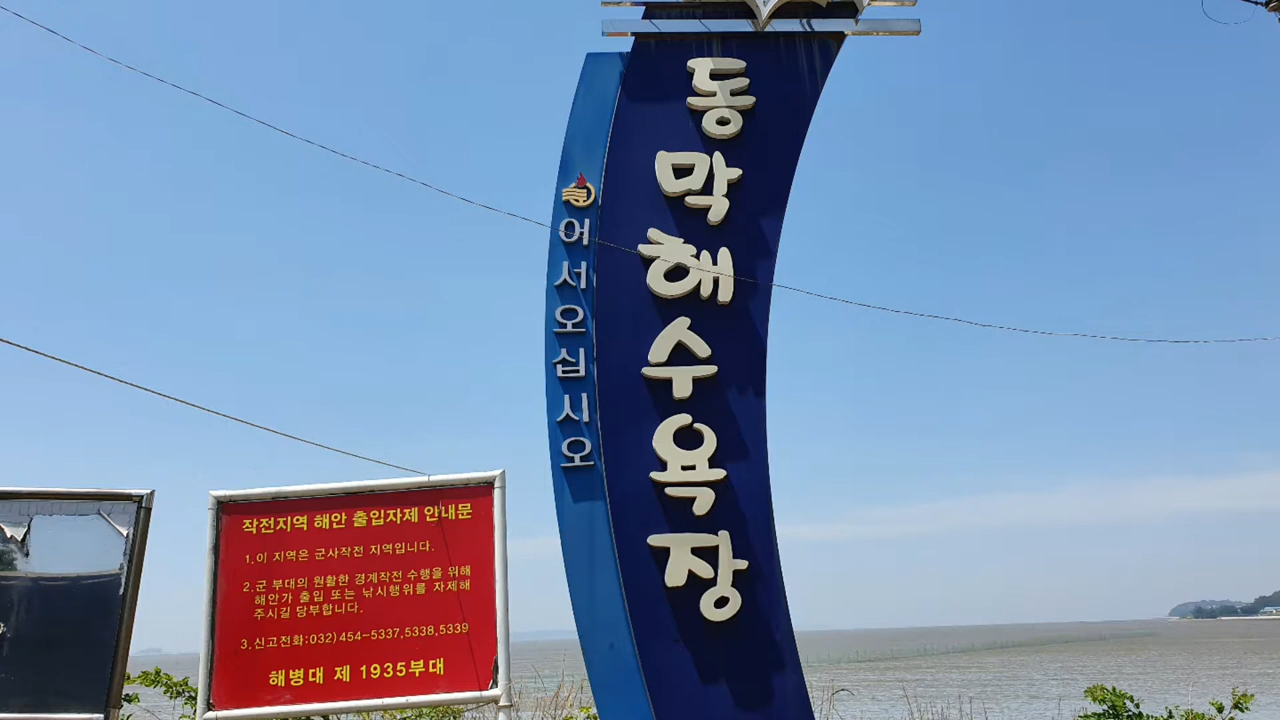 동막해수욕장
어서오십시오
작전지역 해안 출입자제 안내문
1.이 지역은 군사작전 지역입니다.
2.군 부대의 원활한 경계작전 수행을 위해
해안가 출입 또는 낚시행위를 자제해
주시길 당부합니다.
3.신고전화:032)454-5337,5338,5339
해병대 제 1935부대